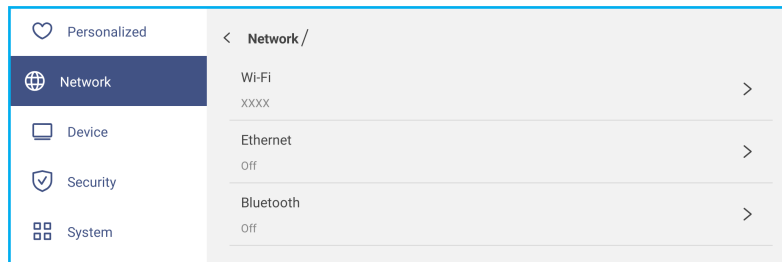 Personalized
Network
Device
Security
System
Network /
Wi-Fi
XXXX
Ethernet
Off
Bluetooth
Off